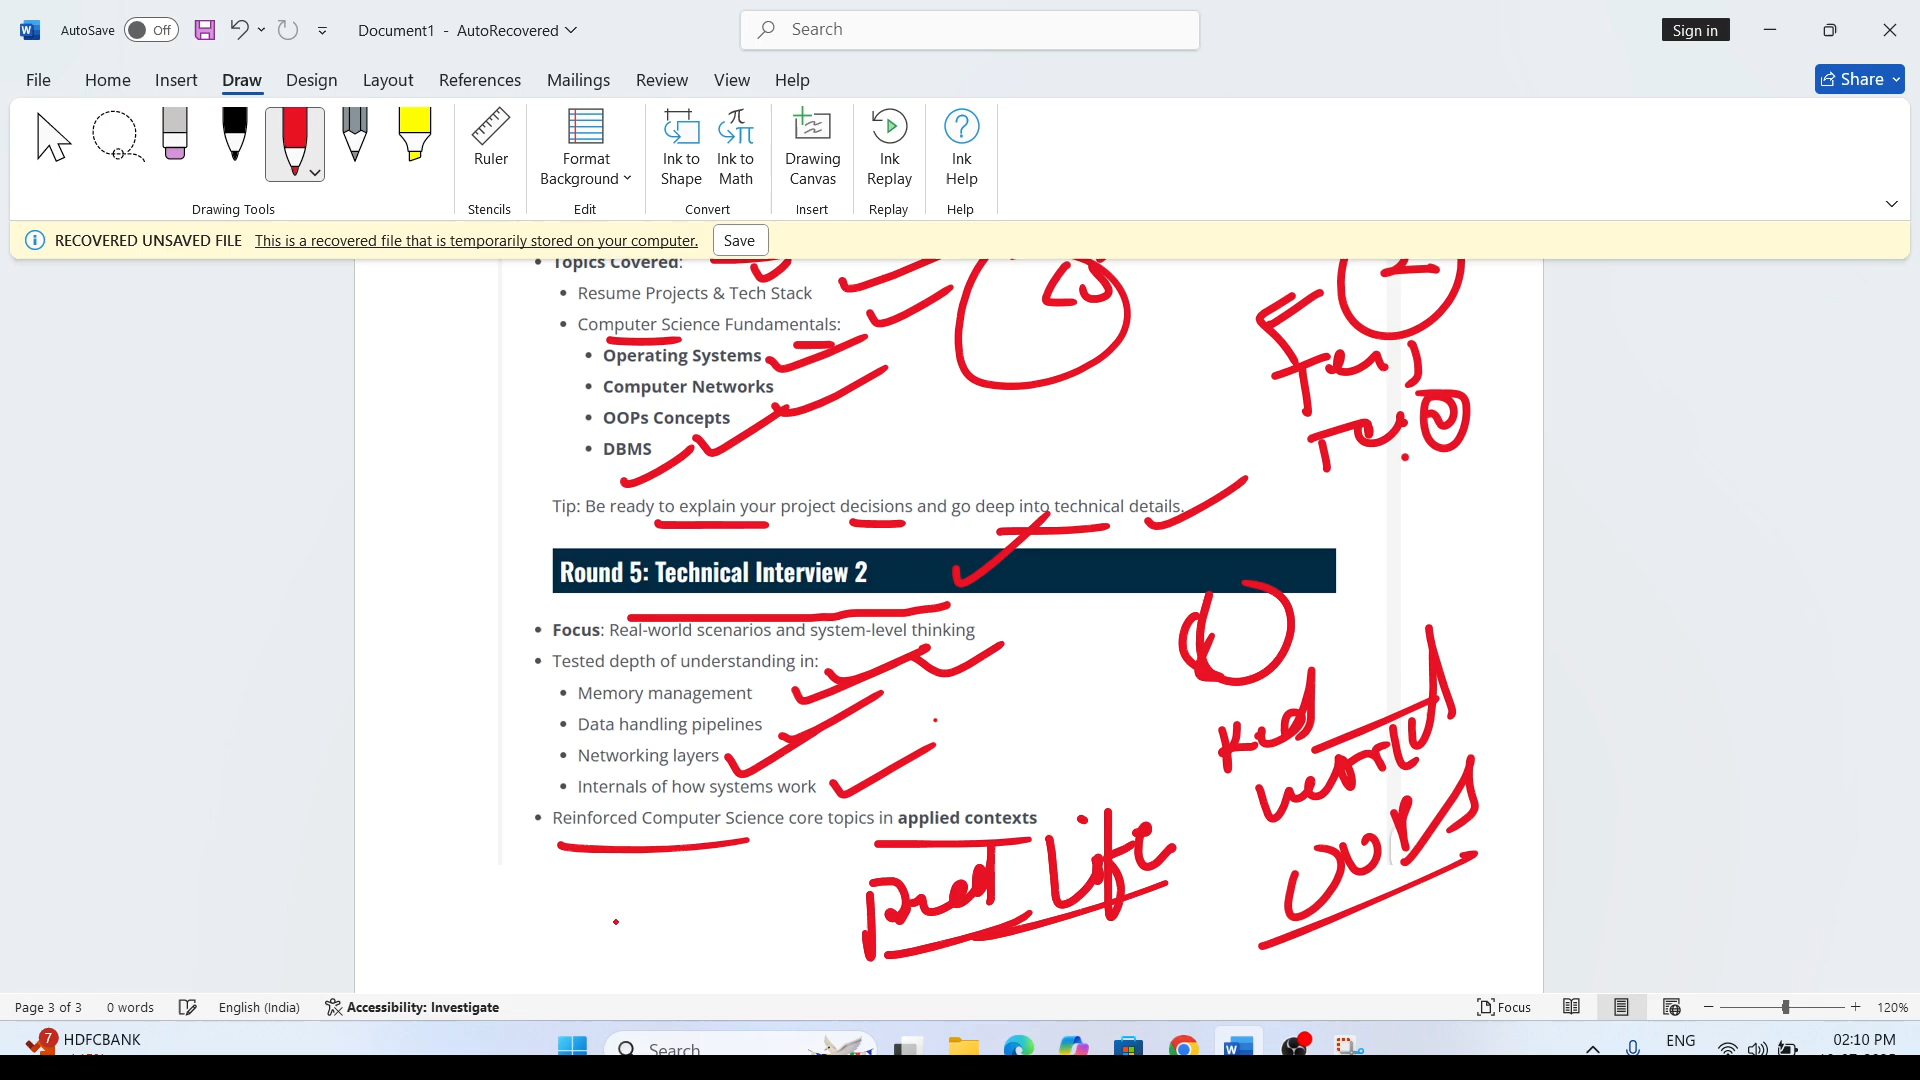 AutoSave Off Document1 - AutoRecovered Search Sign in
File Home Insert Draw Design Layout References Mailings Review View Help Share
Ruler Format Background Ink to Shape Ink to Math Drawing Canvas Ink Replay Ink Help
Drawing Tools Stencils Edit Convert Insert Replay Help
RECOVERED UNSAVED FILE This is a recovered file that is temporarily stored on your computer. Save
Topics Covered:
Resume Projects & Tech Stack
Computer Science Fundamentals:
Operating Systems
Computer Networks
OOPs Concepts
DBMS
Tip: Be ready to explain your project decisions and go deep into technical details.
Round 5: Technical Interview 2
Focus: Real-world scenarios and system-level thinking
Tested depth of understanding in:
Memory management
Data handling pipelines
Networking layers
Internals of how systems work
Reinforced Computer Science core topics in applied contexts
Life
world
OOPS
Page 3 of 3 0 words English (India) Accessibility: Investigate Focus 120%
7 HDFCBANK Search ENG 02:10 PM